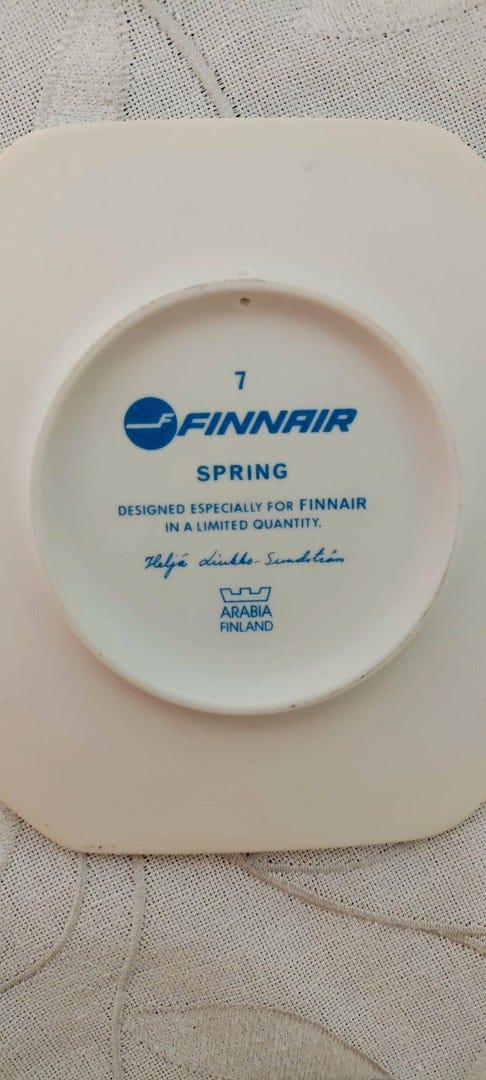 7
FINNAIR
SPRING
DESIGNED ESPECIALLY FOR FINNAIR
IN A LIMITED QUANTITY.
Heljä Liukko-Sundström
ARABIA
FINLAND